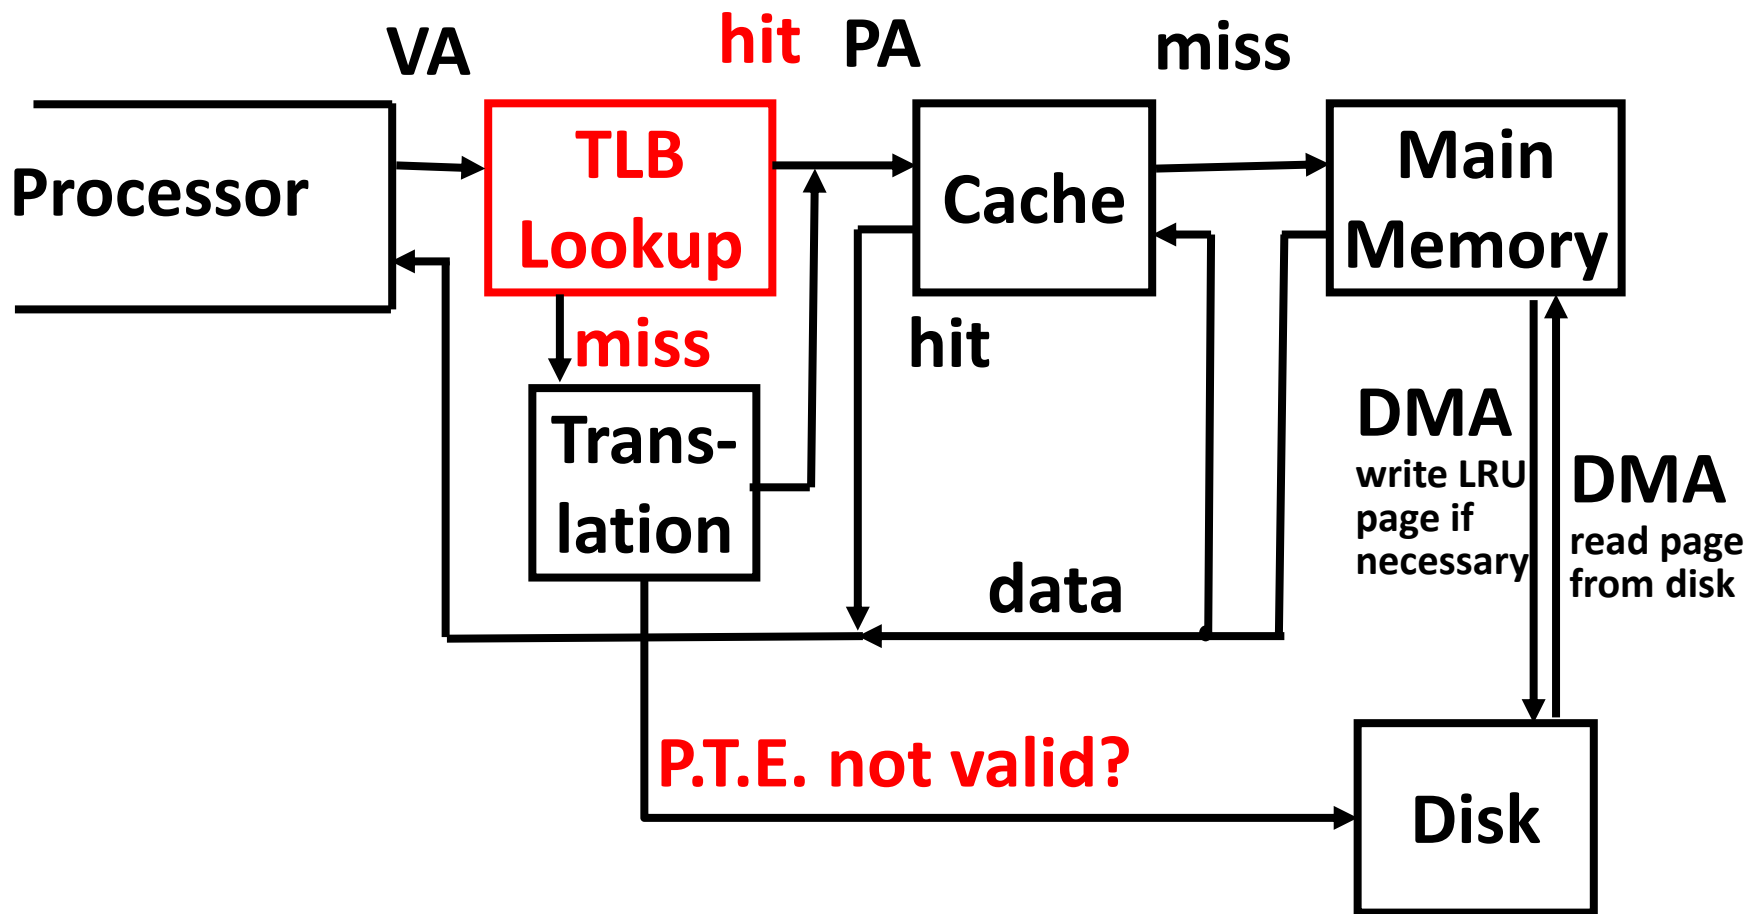 VA
hit
PA
miss
Processor
TLB
Lookup
Cache
Main
Memory
miss
hit
Trans-
lation
DMA
write LRU
page if
necessary
DMA
read page
from disk
data
P.T.E. not valid?
Disk